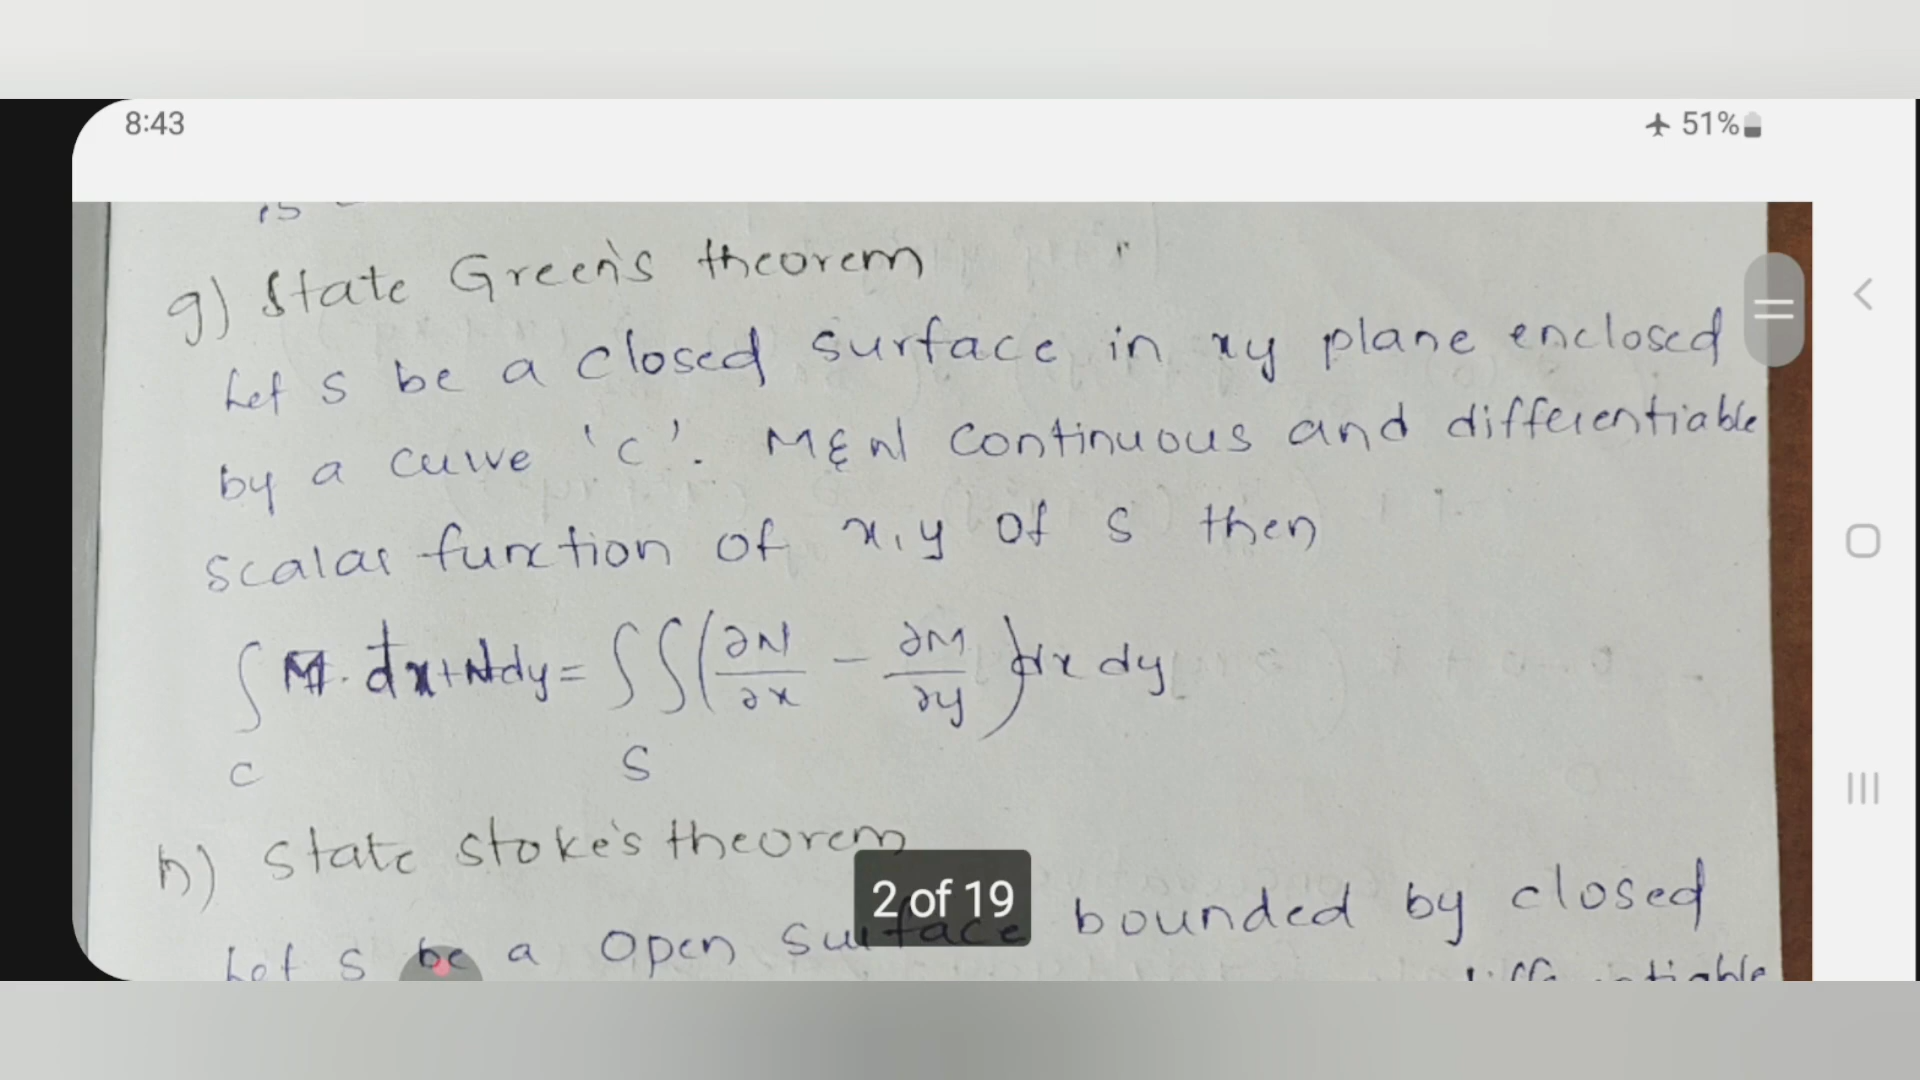 8:43
51%
g) State Green's theorem
Let S be a closed surface in xy plane enclosed
by a curve 'c'. M & N continuous and differentiable
scalar function of x, y of S then
∫ M. dx+Ndy = ∫∫(∂N/∂x - ∂M/∂y)dx dy
C S
h) State stoke's theorem
2 of 19
Let S be a open surface bounded by closed